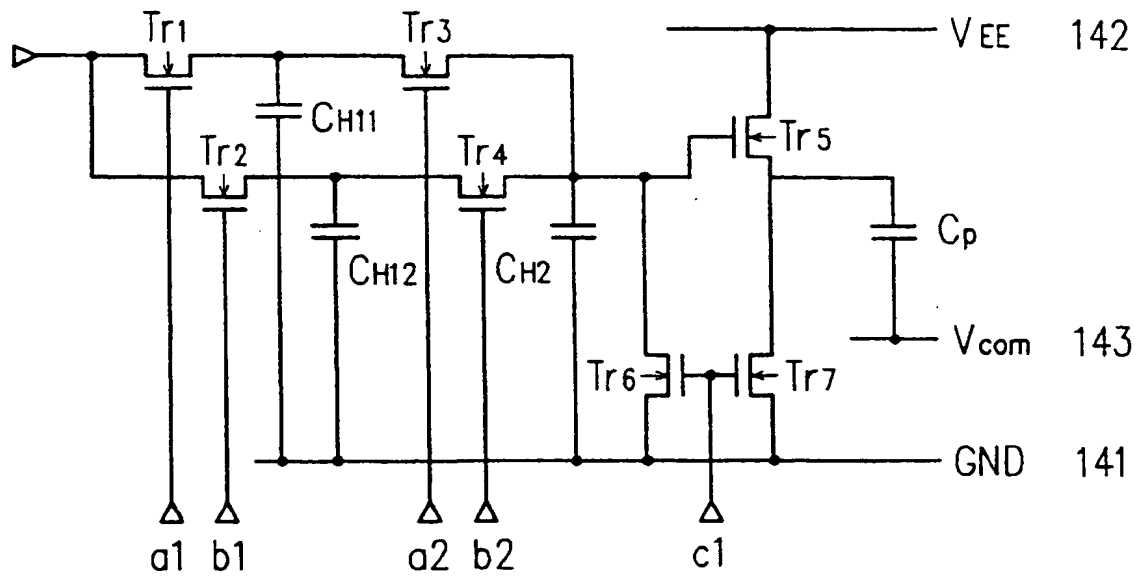 Tr1
Tr3
VEE 142
CH11
Tr2
Tr4
Tr5
CH12
CH2
Cp
Vcom 143
Tr6
Tr7
GND 141
a1 b1 a2 b2 c1